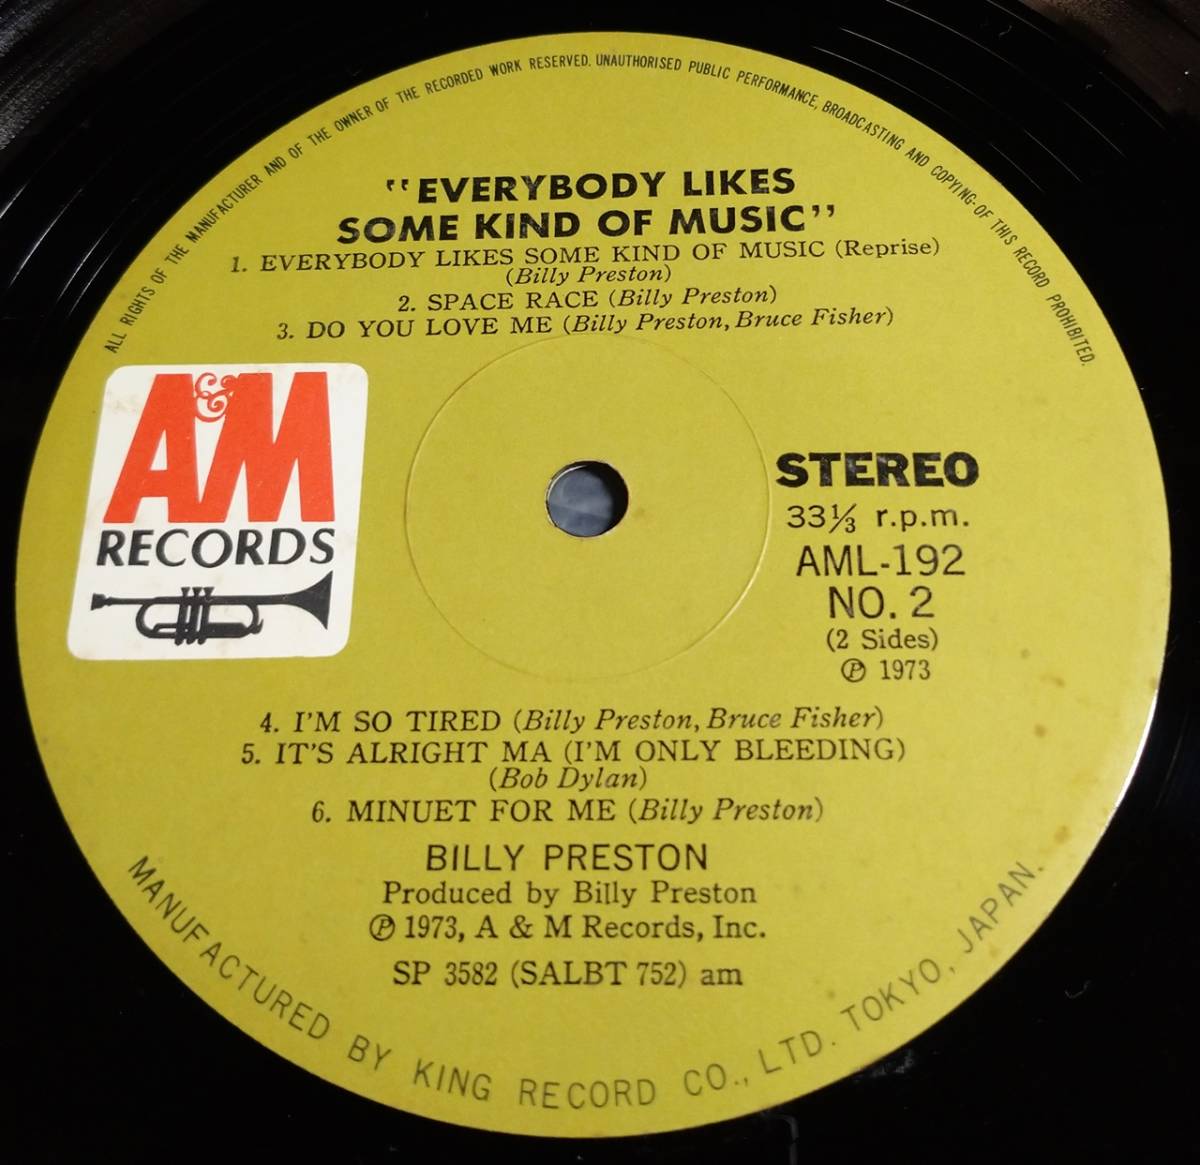 ALL RIGHTS OF THE MANUFACTURER AND OF THE OWNER OF THE RECORDED WORK RESERVED. UNAUTHORISED PUBLIC PERFORMANCE, BROADCASTING AND COPYING-OF THIS RECORD PROHIBITED.
"EVERYBODY LIKES
SOME KIND OF MUSIC"
1. EVERYBODY LIKES SOME KIND OF MUSIC (Reprise)
(Billy Preston)
2. SPACE RACE (Billy Preston)
3. DO YOU LOVE ME (Billy Preston, Bruce Fisher)
A&M
RECORDS
STEREO
33⅓ r.p.m.
AML-192
NO. 2
(2 Sides)
℗ 1973
4. I'M SO TIRED (Billy Preston, Bruce Fisher)
5. IT'S ALRIGHT MA (I'M ONLY BLEEDING)
(Bob Dylan)
6. MINUET FOR ME (Billy Preston)
BILLY PRESTON
Produced by Billy Preston
℗ 1973, A & M Records, Inc.
SP 3582 (SALBT 752) am
MANUFACTURED BY KING RECORD CO., LTD. TOKYO, JAPAN.